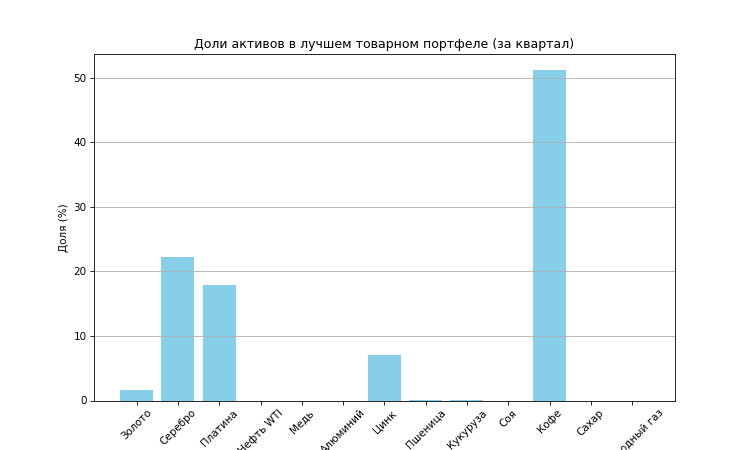 Доли активов в лучшем товарном портфеле (за квартал)
Доля (%)
50
40
30
20
10
0
Золото
Серебро
Платина
Нефть WTI
Медь
Алюминий
Цинк
Пшеница
Кукуруза
Соя
Кофе
Сахар
одный газ